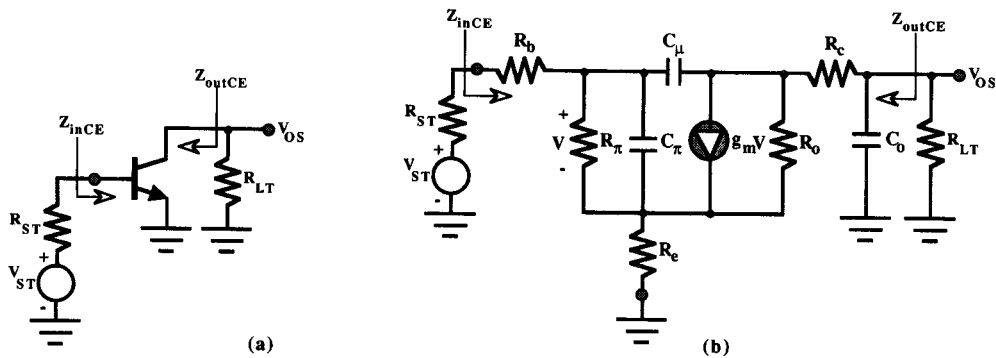 Z_inCE
Z_outCE
V_OS
R_LT
R_ST
+
V_ST
-
(a)
Z_inCE
R_b
C_μ
R_c
Z_outCE
V_OS
R_ST
+
V_ST
-
+
V
-
R_π
C_π
g_mV
R_o
C_o
R_LT
R_e
(b)